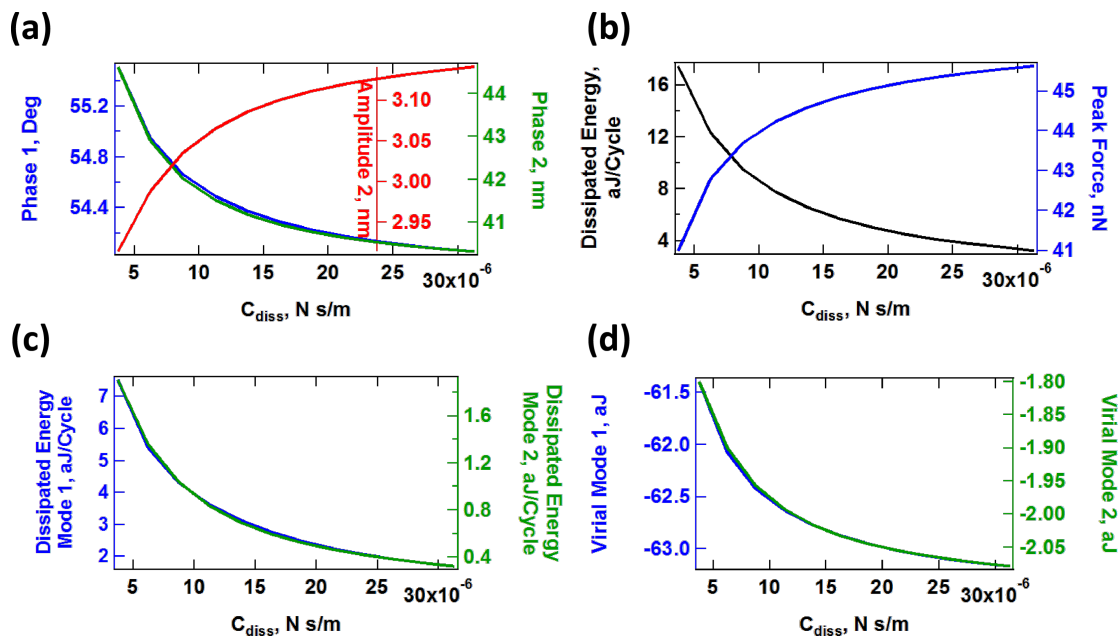 (a)
Phase 1, Deg
55.2
54.8
54.4
Amplitude 2, nm
3.10
3.05
3.00
2.95
44
43
42
41
Phase 2, nm
5 10 15 20 25 30x10-6
Cdiss, N s/m
(b)
Dissipated Energy,
aJ/Cycle
16
12
8
4
45
44
43
42
41
Peak Force, nN
5 10 15 20 25 30x10-6
Cdiss, N s/m
(c)
Dissipated Energy
Mode 1, aJ/Cycle
7
6
5
4
3
2
1.6
1.2
0.8
0.4
Dissipated Energy
Mode 2, aJ/Cycle
5 10 15 20 25 30x10-6
Cdiss, N s/m
(d)
Virial Mode 1, aJ
-61.5
-62.0
-62.5
-63.0
-1.80
-1.85
-1.90
-1.95
-2.00
-2.05
Virial Mode 2, aJ
5 10 15 20 25 30x10-6
Cdiss, N s/m